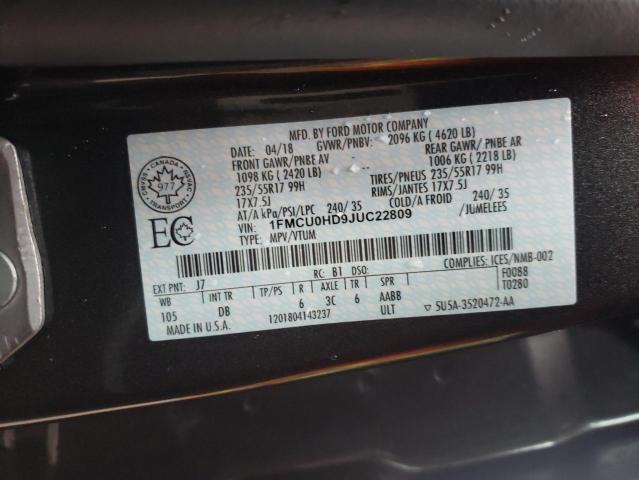 MFD. BY FORD MOTOR COMPANY
DATE: 04/18 GVWR/PNBV: 2096 KG ( 4620 LB)
FRONT GAWR/ PNBE AV REAR GAWR/ PNBE AR
1098 KG ( 2420 LB) 1006 KG ( 2218 LB)
235/55R17 99H TIRES/PNEUS 235/55R17 99H
17X7.5J RIMS/JANTES 17X7.5J
AT/A kPa/PSI/LPC 240/ 35 COLD/A FROID 240/ 35
VIN: 1FMCU0HD9JUC22809 /JUMELEES
TYPE: MPV/VTUM
CANADA
CMVSS NSVAC
977
TRANSPORT
EC
EXT PNT: J7 RC: B1 DSO: COMPLIES: ICES/NMB-002
WB INT TR TP/PS R AXLE TR SPR F0088
105 DB 6 3C 6 AABB T0280
MADE IN U.S.A. 1201804143237 ULT ▽ 5U5A-3520472-AA